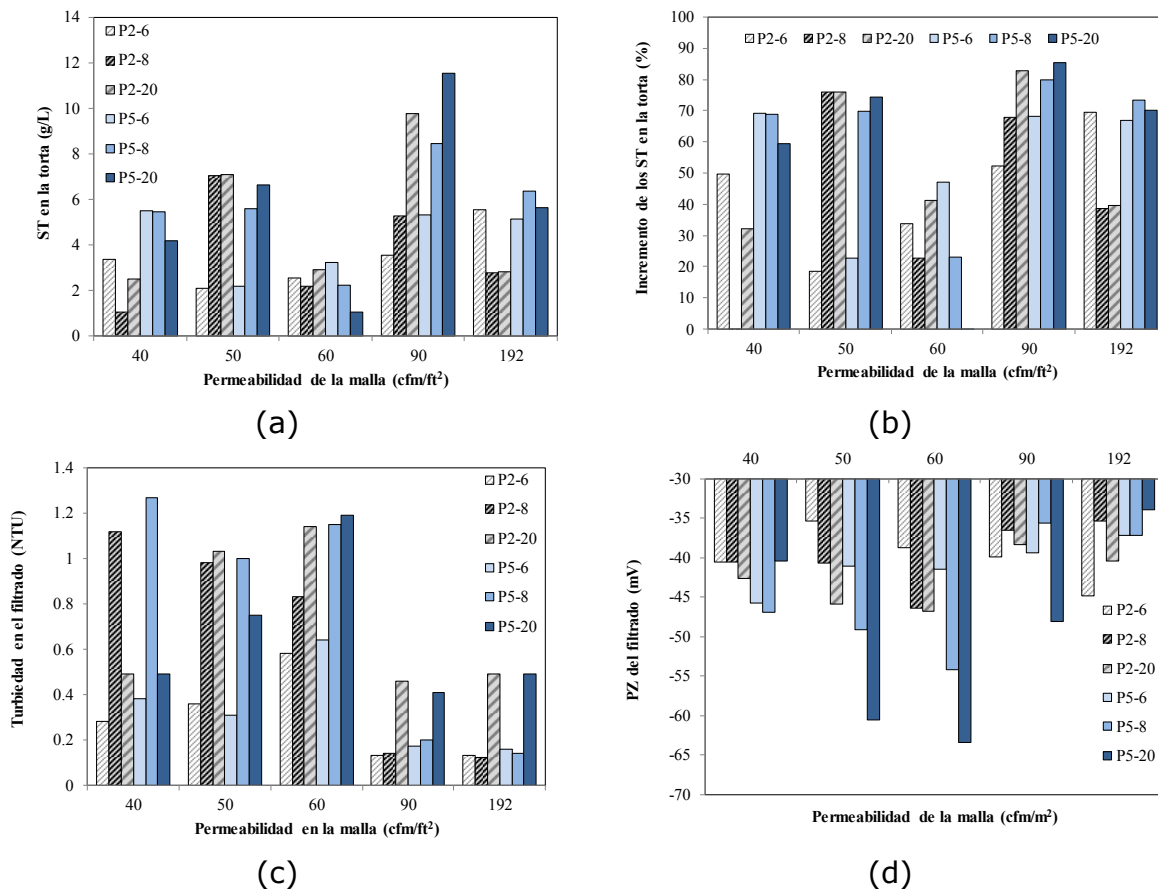 ST en la torta (g/L)
14
12
10
8
6
4
2
0
P2-6
P2-8
P2-20
P5-6
P5-8
P5-20
40 50 60 90 192
Permeabilidad de la malla (cfm/ft²)
(a)
Incremento de los ST en la torta (%)
100
90
80
70
60
50
40
30
20
10
0
P2-6 P2-8 P2-20 P5-6 P5-8 P5-20
40 50 60 90 192
Permeabilidad de la malla (cfm/ft²)
(b)
Turbiedad en el filtrado (NTU)
1.4
1.2
1
0.8
0.6
0.4
0.2
0
P2-6
P2-8
P2-20
P5-6
P5-8
P5-20
40 50 60 90 192
Permeabilidad en la malla (cfm/ft²)
(c)
40 50 60 90 192
PZ del filtrado (mV)
-30
-35
-40
-45
-50
-55
-60
-65
-70
P2-6
P2-8
P2-20
P5-6
P5-8
P5-20
Permeabilidad de la malla (cfm/m²)
(d)